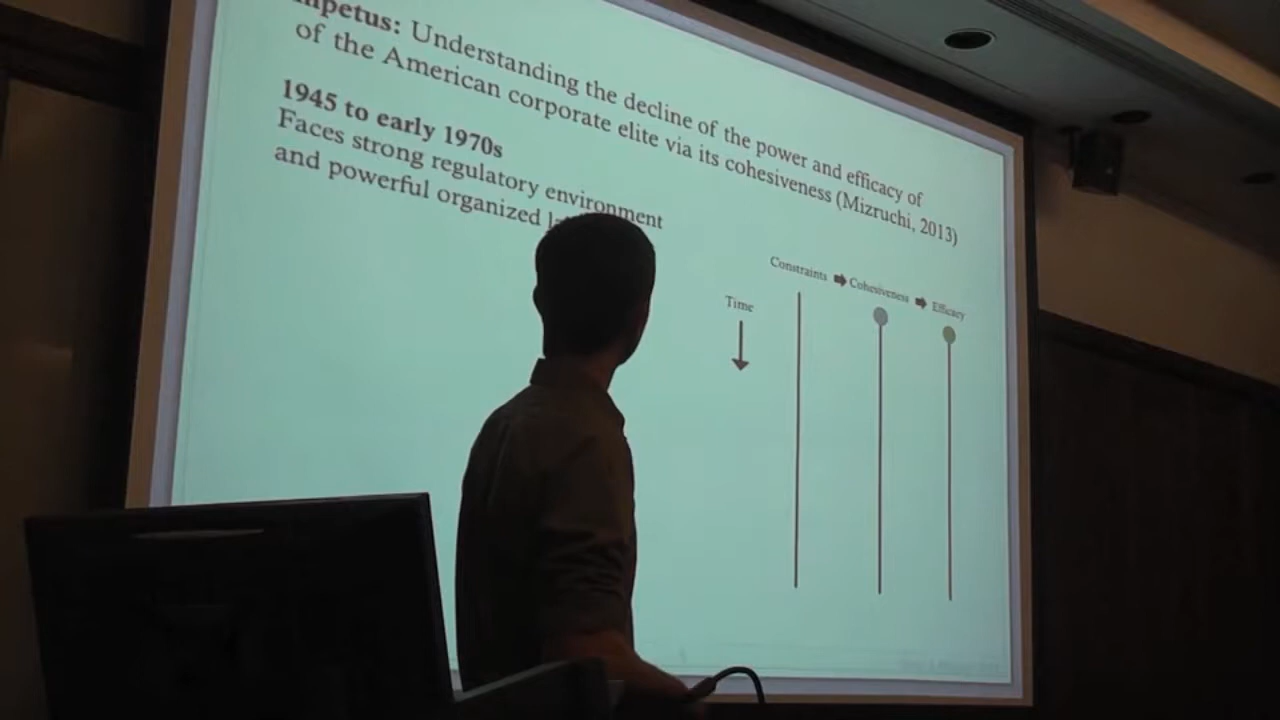 mpetus: Understanding the decline of the power and efficacy of
of the American corporate elite via its cohesiveness (Mizruchi, 2013)
1945 to early 1970s
Faces strong regulatory environment
and powerful organized
Constraints Cohesiveness Efficacy
Time